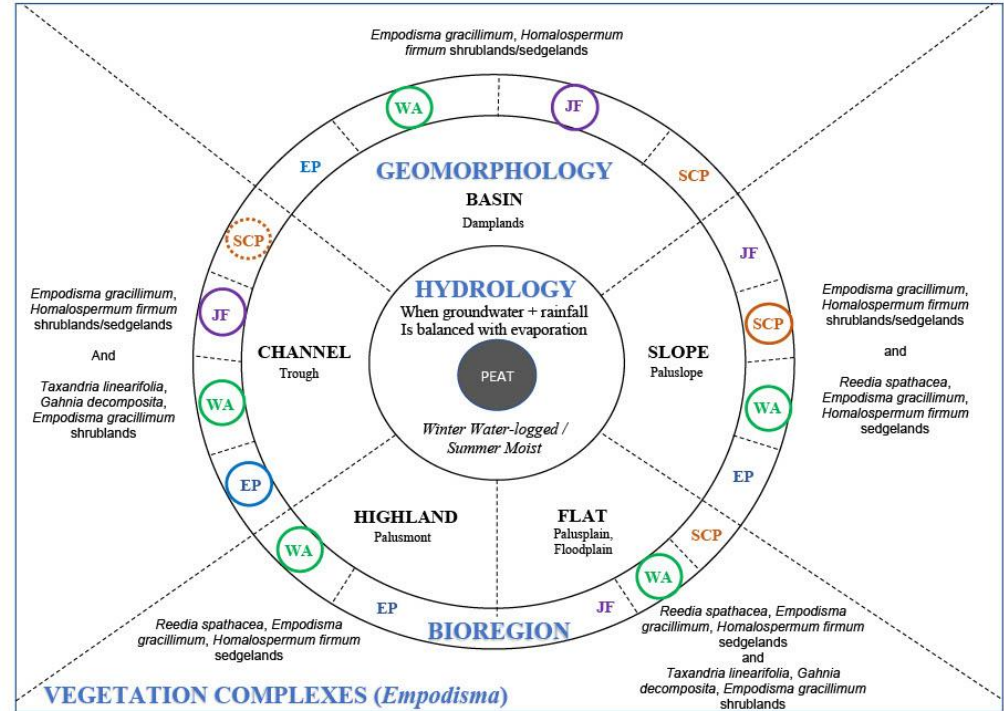 Empodisma gracillimum, Homalospermum
firmum shrublands/sedgelands
WA
JF
EP
SCP
GEOMORPHOLOGY
BASIN
Damplands
SCP
JF
HYDROLOGY
When groundwater + rainfall
Is balanced with evaporation
PEAT
Winter Water-logged /
Summer Moist
Empodisma gracillimum,
Homalospermum firmum
shrublands/sedgelands
And
Taxandria linearifolia,
Gahnia decomposita,
Empodisma gracillimum
shrublands
JF
WA
EP
CHANNEL
Trough
SLOPE
Paluslope
SCP
WA
EP
Empodisma gracillimum,
Homalospermum firmum
shrublands/sedgelands
and
Reedia spathacea,
Empodisma gracillimum,
Homalospermum firmum
sedgelands
HIGHLAND
Palusmont
FLAT
Palusplain,
Floodplain
WA
EP
SCP
WA
JF
BIOREGION
Reedia spathacea, Empodisma
gracillimum, Homalospermum firmum
sedgelands
Reedia spathacea, Empodisma
gracillimum, Homalospermum firmum
sedgelands
and
Taxandria linearifolia, Gahnia
decomposita, Empodisma gracillimum
shrublands
VEGETATION COMPLEXES (Empodisma)